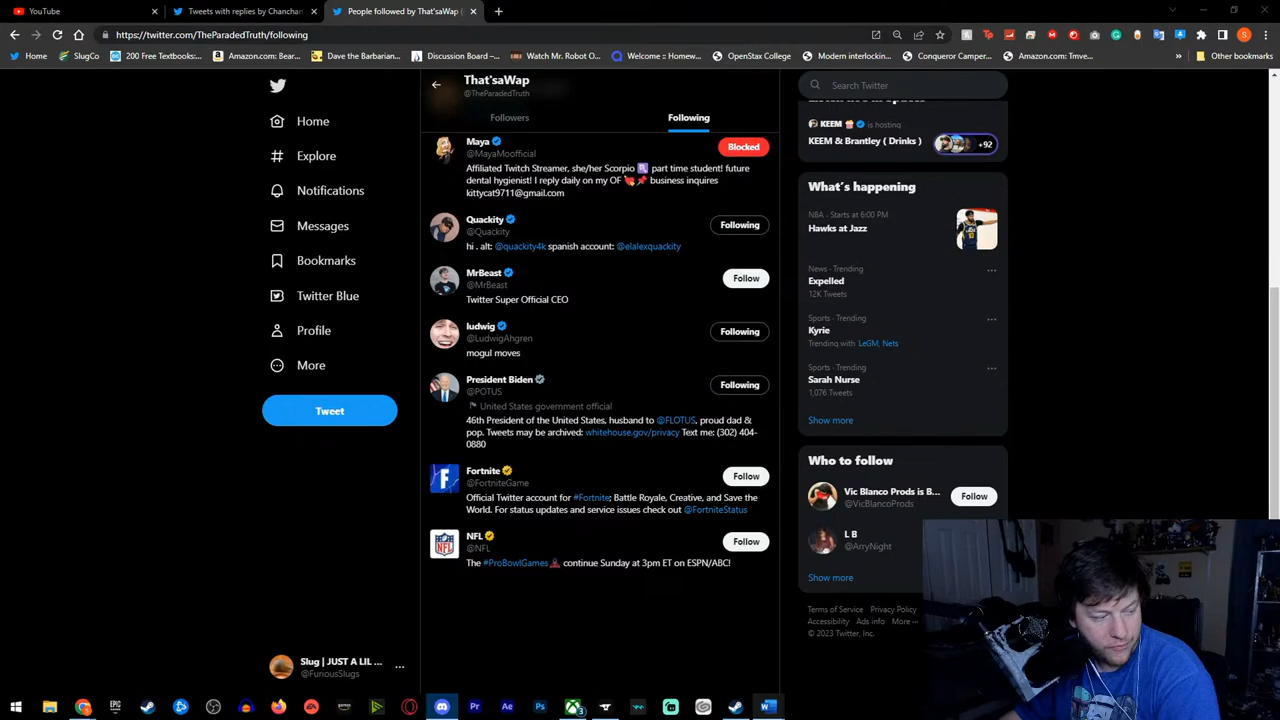 YouTube
Tweets with replies by Chanchan
People followed by That'saWap (
https://twitter.com/TheParadedTruth/following
Home
SlugCo
200 Free Textbooks:...
Dave the Barbarian...
Discussion Board –...
Watch Mr. Robot O...
Welcome :: Homew...
OpenStax College
Modern interlockin...
Conqueror Camper...
Amazon.com: Tmve...
Other bookmarks
Home
Explore
Notifications
Messages
Bookmarks
Twitter Blue
Profile
More
Tweet
Slug | JUST A LIL ...
@FuriousSlugs
That'saWap
@TheParadedTruth
Followers
Following
Maya
@MayaMoofficial
Blocked
Affiliated Twitch Streamer, she/her Scorpio ♏ part time student! future
dental hygienist! I reply daily on my OF 💘📌 business inquires
kittycat9711@gmail.com
Quackity
@Quackity
Following
hi . alt: @quackity4k spanish account: @elalexquackity
MrBeast
@MrBeast
Follow
Twitter Super Official CEO
ludwig
@LudwigAhgren
Following
mogul moves
President Biden
@POTUS
Following
United States government official
46th President of the United States, husband to @FLOTUS, proud dad &
pop. Tweets may be archived: whitehouse.gov/privacy Text me: (302) 404-
0880
Fortnite
@FortniteGame
Follow
Official Twitter account for #Fortnite; Battle Royale, Creative, and Save the
World. For status updates and service issues check out @FortniteStatus
NFL
@NFL
Follow
The #ProBowlGames continue Sunday at 3pm ET on ESPN/ABC!
Search Twitter
KEEM is hosting
KEEM & Brantley ( Drinks )
+92
What's happening
NBA · Starts at 6:00 PM
Hawks at Jazz
News · Trending
Expelled
12K Tweets
Sports · Trending
Kyrie
Trending with LeGM, Nets
Sports · Trending
Sarah Nurse
1,076 Tweets
Show more
Who to follow
Vic Blanco Prods is B...
@VicBlancoProds
Follow
L B
@ArryNight
Show more
Terms of Service Privacy Policy
Accessibility Ads info More ···
© 2023 Twitter, Inc.